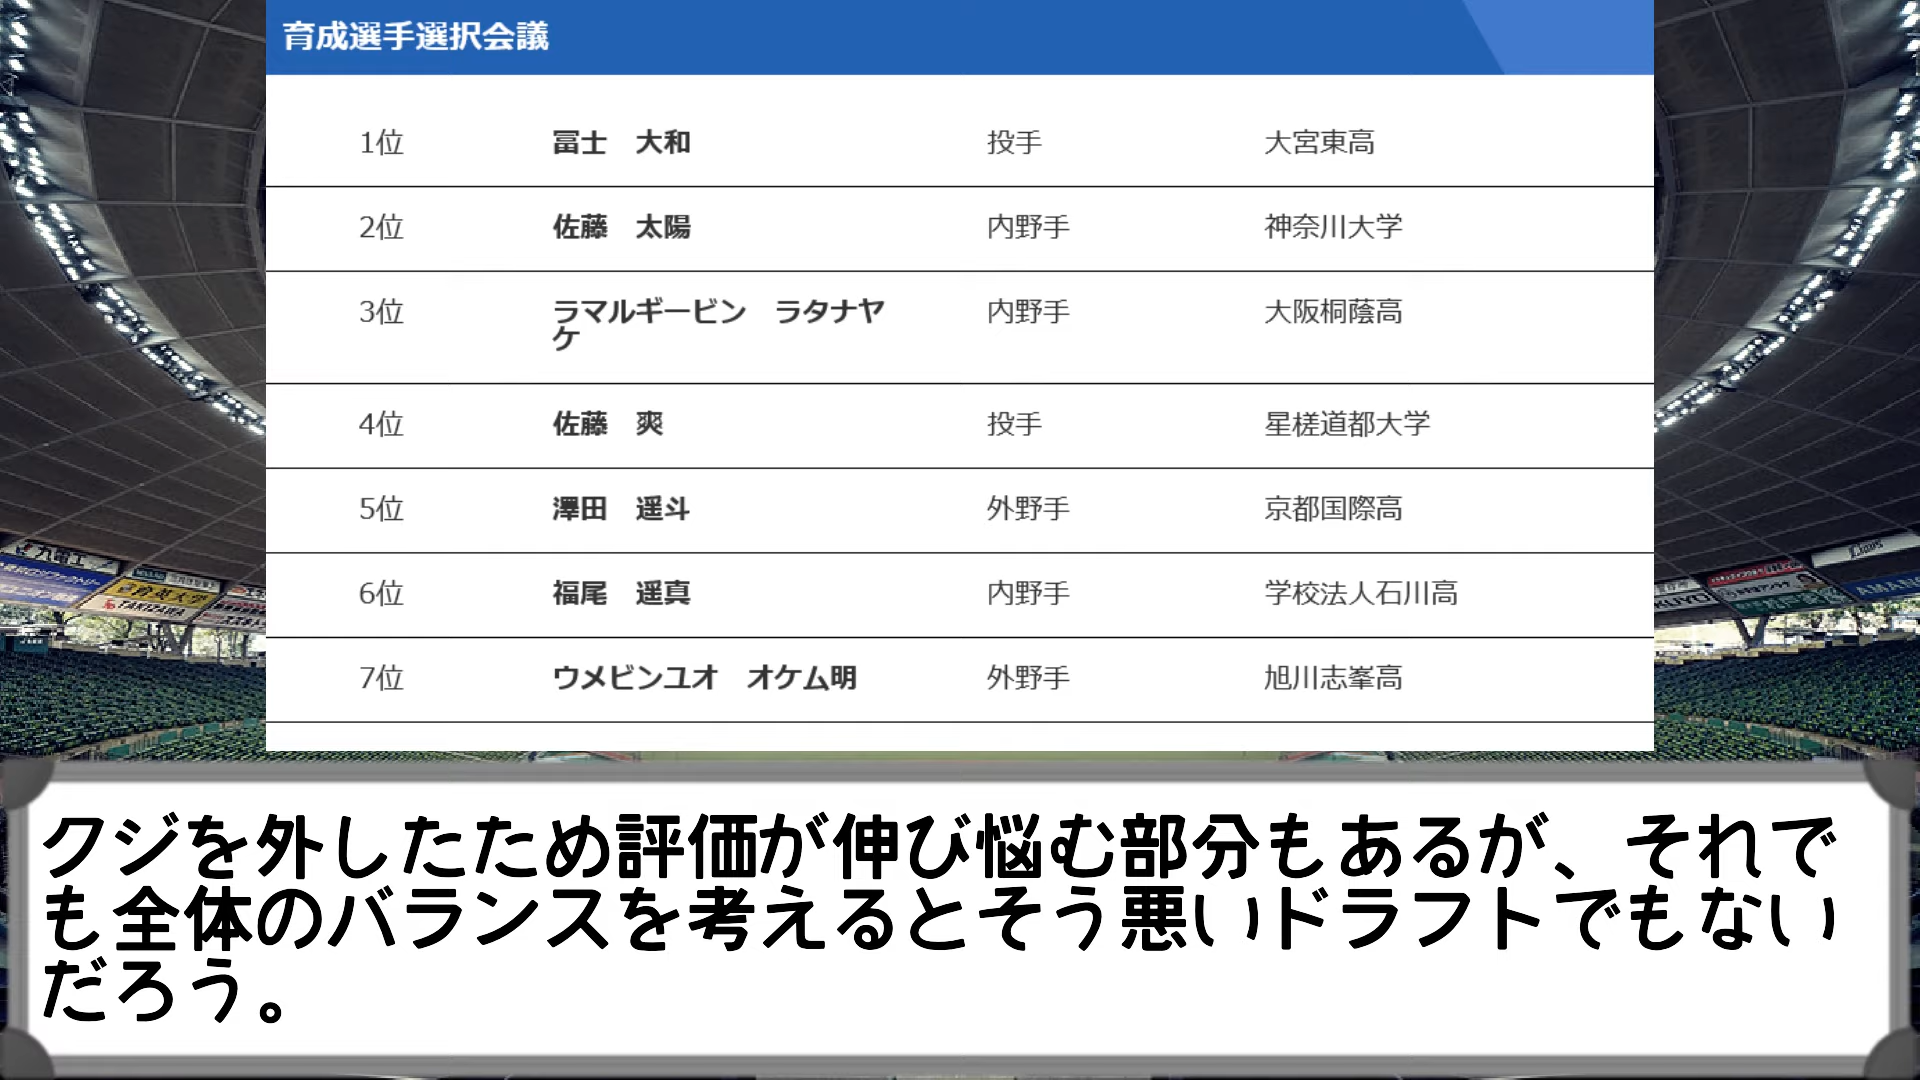 育成選手選択会議
1位 冨士 大和 投手 大宮東高
2位 佐藤 太陽 内野手 神奈川大学
3位 ラマルギービン ラタナヤ 内野手 大阪桐蔭高
ケ
4位 佐藤 爽 投手 星槎道都大学
5位 澤田 遥斗 外野手 京都国際高
6位 福尾 遥真 内野手 学校法人石川高
7位 ウメビンユオ オケム明 外野手 旭川志峯高
九電工
TAKIZAWA
クジを外したため評価が伸び悩む部分もあるが、それで
も全体のバランスを考えるとそう悪いドラフトでもない
だろう。